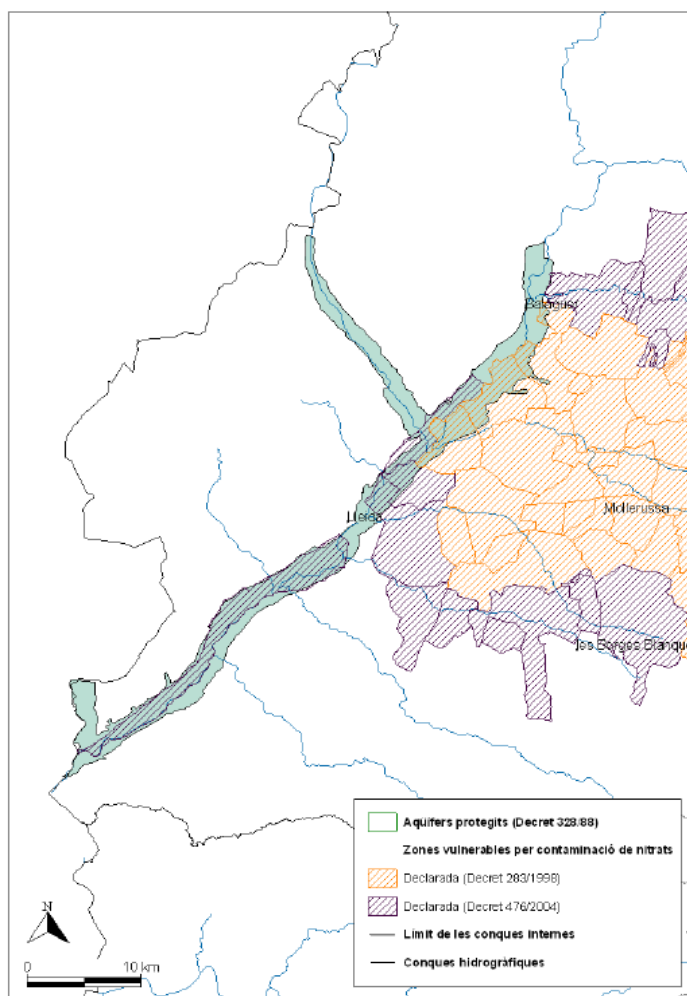 Balaguer
Lleida
Mollerussa
les Borges Blanque
Aqüífers protegits (Decret 328/88)
Zones vulnerables per contaminació de nitrats
Declarada (Decret 283/1998)
Declarada (Decret 476/2004)
Límit de les conques internes
Conques hidrogràfiques
N
0 10 km